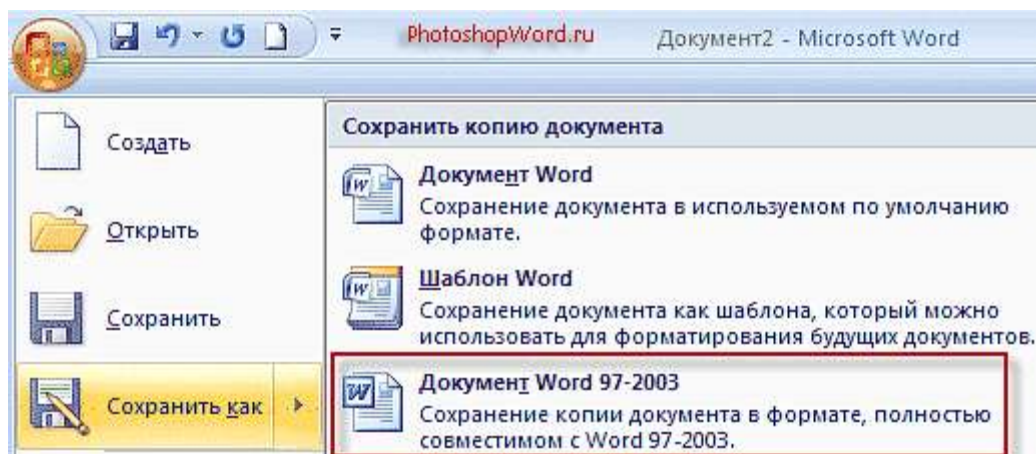 PhotoshopWord.ru
Документ2 - Microsoft Word
Создать
Открыть
Сохранить
Сохранить как
Сохранить копию документа
Документ Word
Сохранение документа в используемом по умолчанию
формате.
Шаблон Word
Сохранение документа как шаблона, который можно
использовать для форматирования будущих документов.
Документ Word 97-2003
Сохранение копии документа в формате, полностью
совместимом с Word 97-2003.